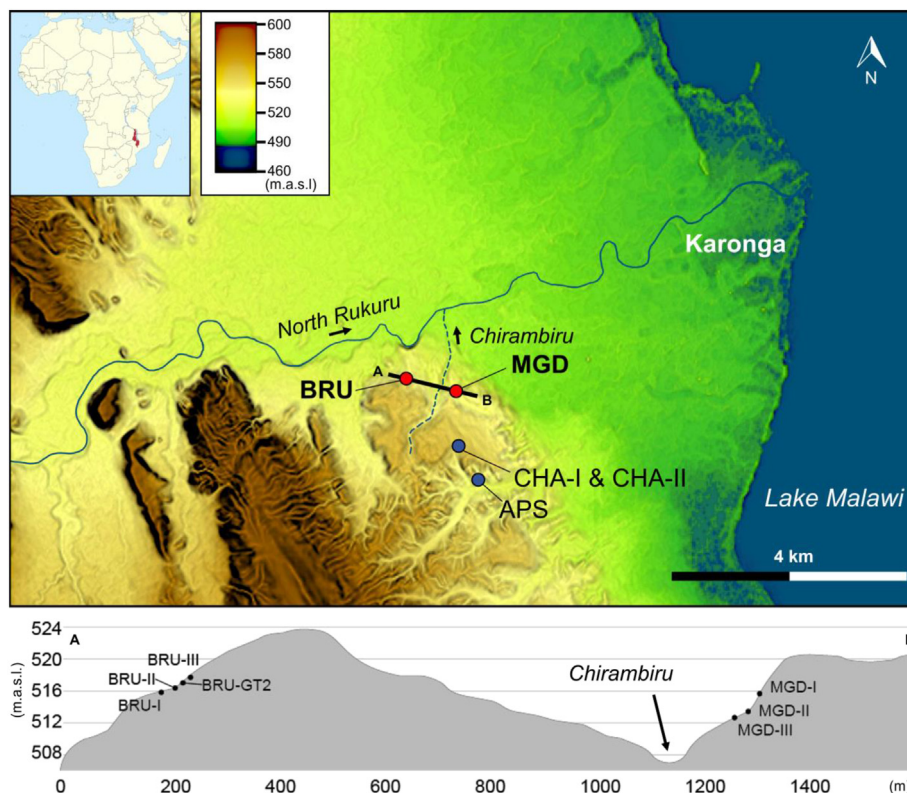 600
580
550
520
490
460
(m.a.s.l)
N
Karonga
North Rukuru
Chirambiru
A
BRU
MGD
B
CHA-I & CHA-II
APS
Lake Malawi
4 km
524
520
516
512
508
(m.a.s.l.)
A
BRU-III
BRU-II
BRU-GT2
BRU-I
Chirambiru
MGD-I
MGD-II
MGD-III
0
200
400
600
800
1000
1200
1400
(m